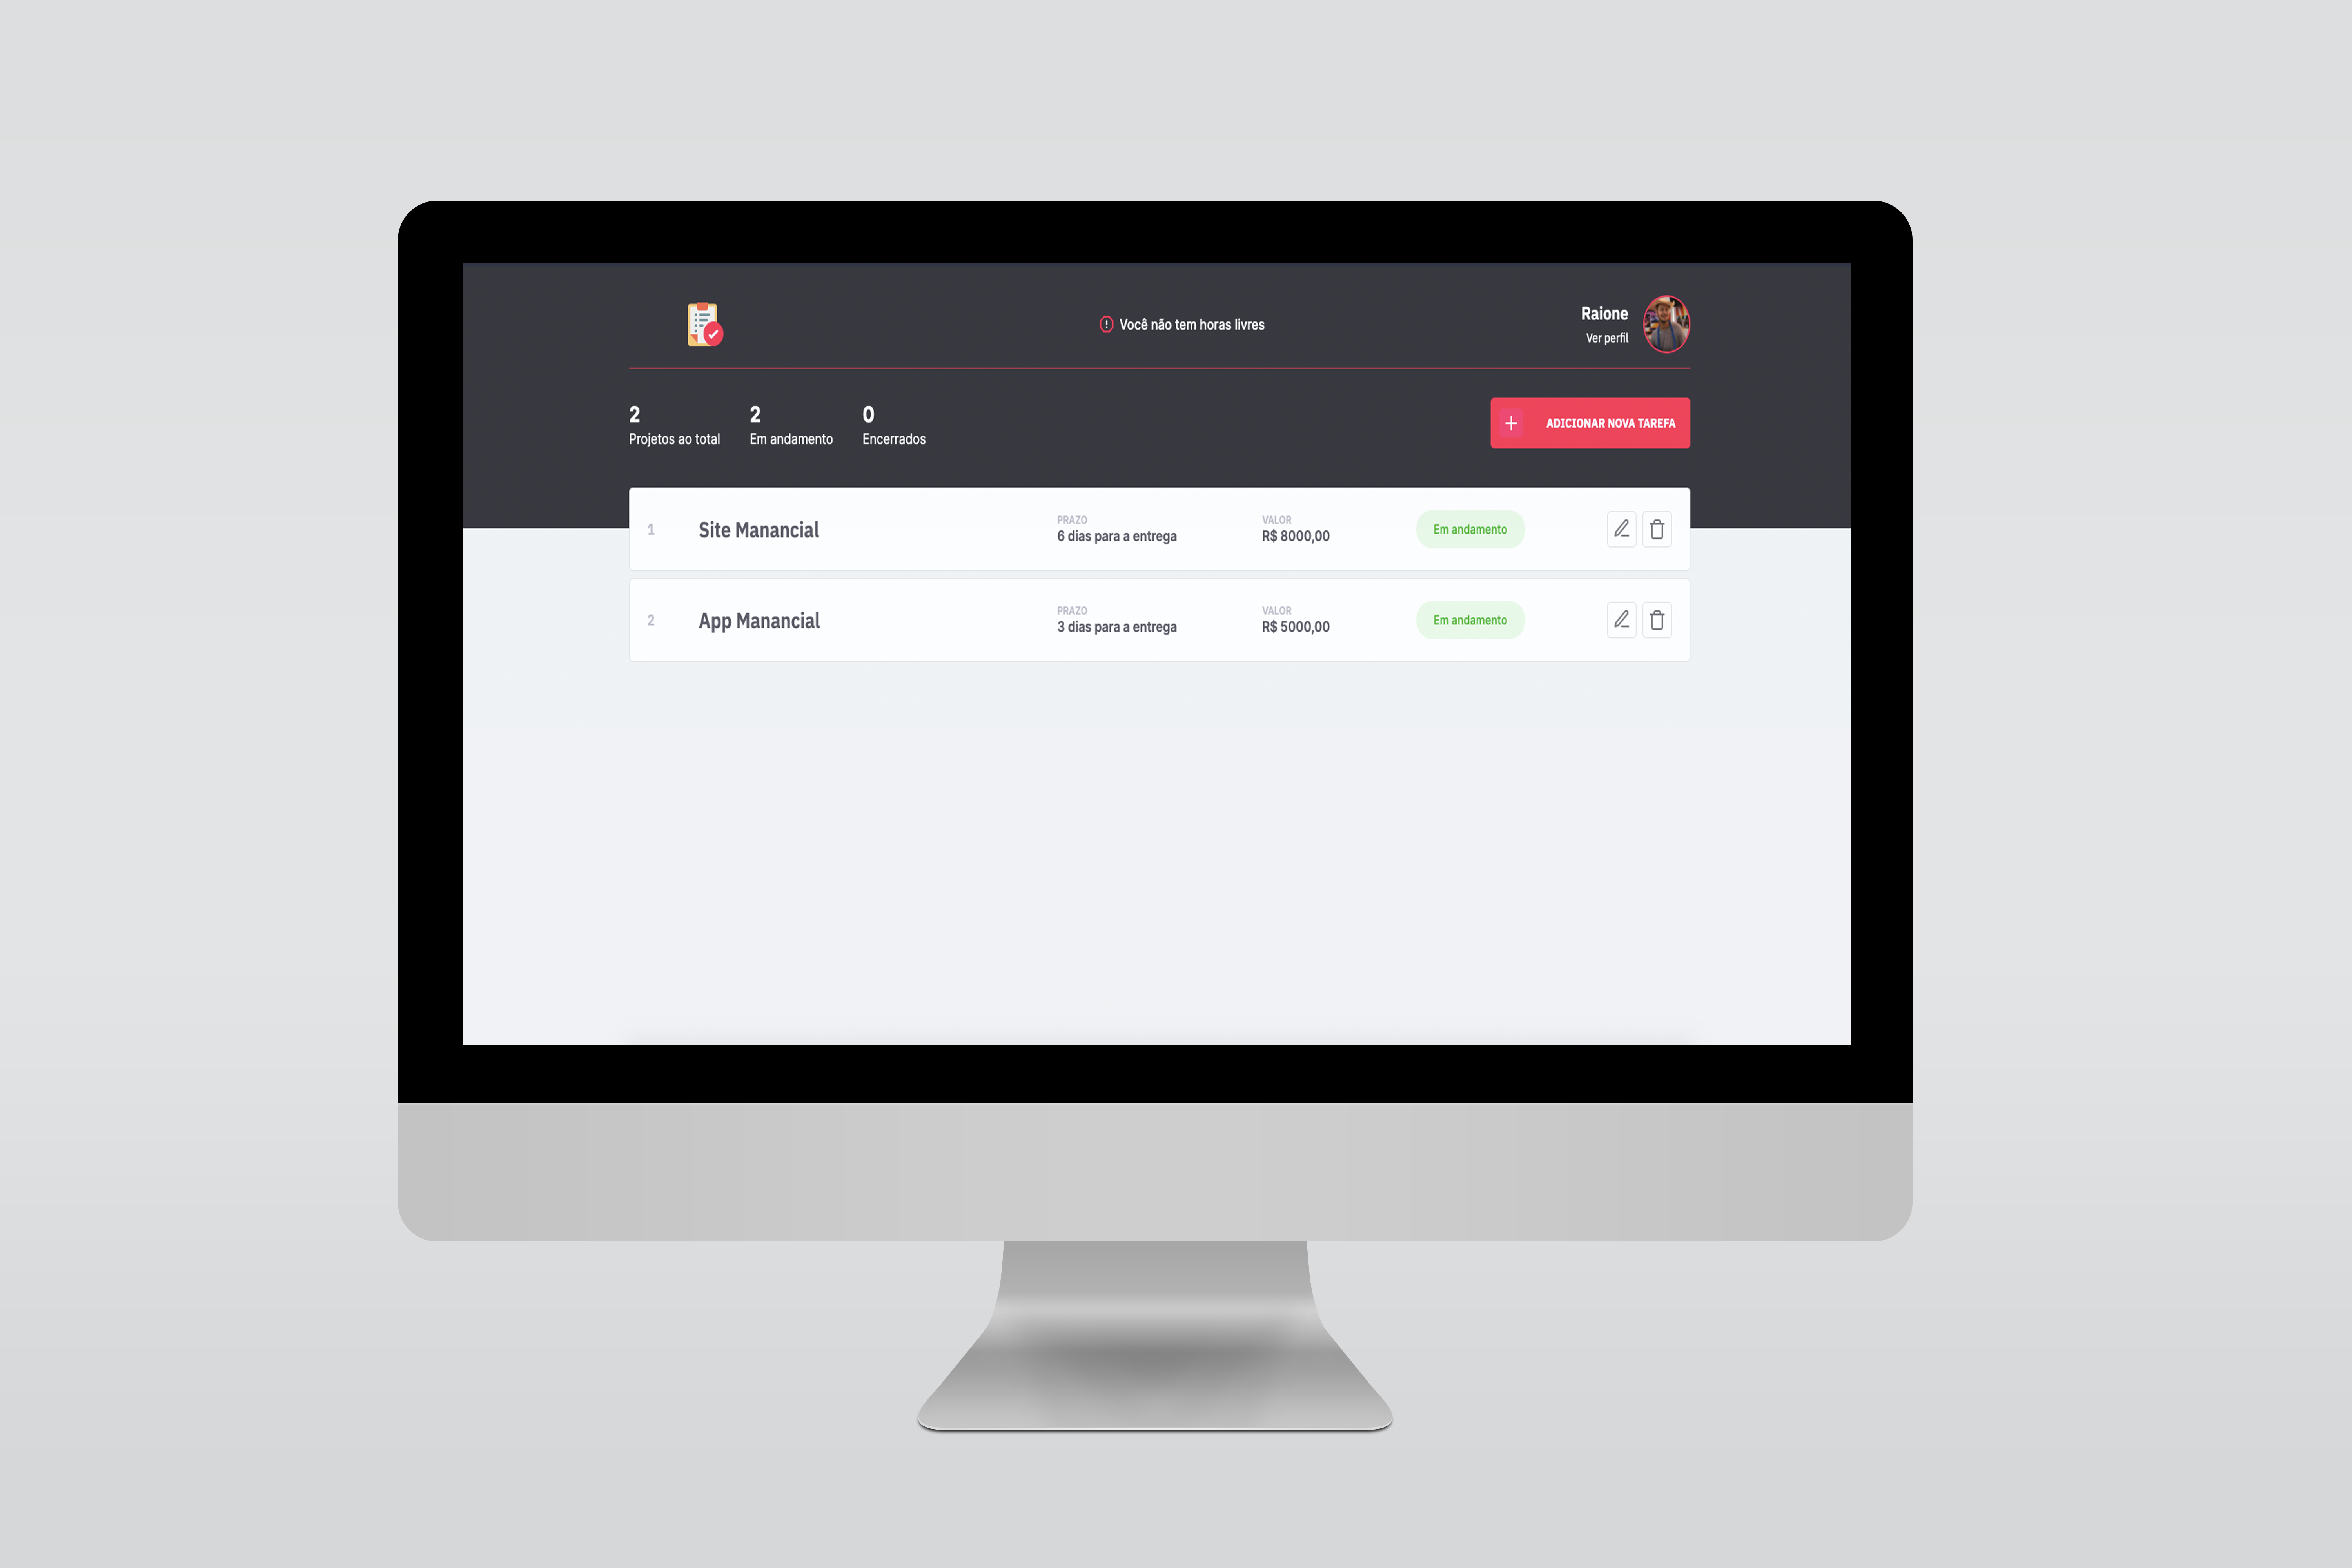 Você não tem horas livres
Raione
Ver perfil
2
Projetos ao total
2
Em andamento
0
Encerrados
ADICIONAR NOVA TAREFA
1
Site Manancial
PRAZO
6 dias para a entrega
VALOR
R$ 8000,00
Em andamento
2
App Manancial
PRAZO
3 dias para a entrega
VALOR
R$ 5000,00
Em andamento